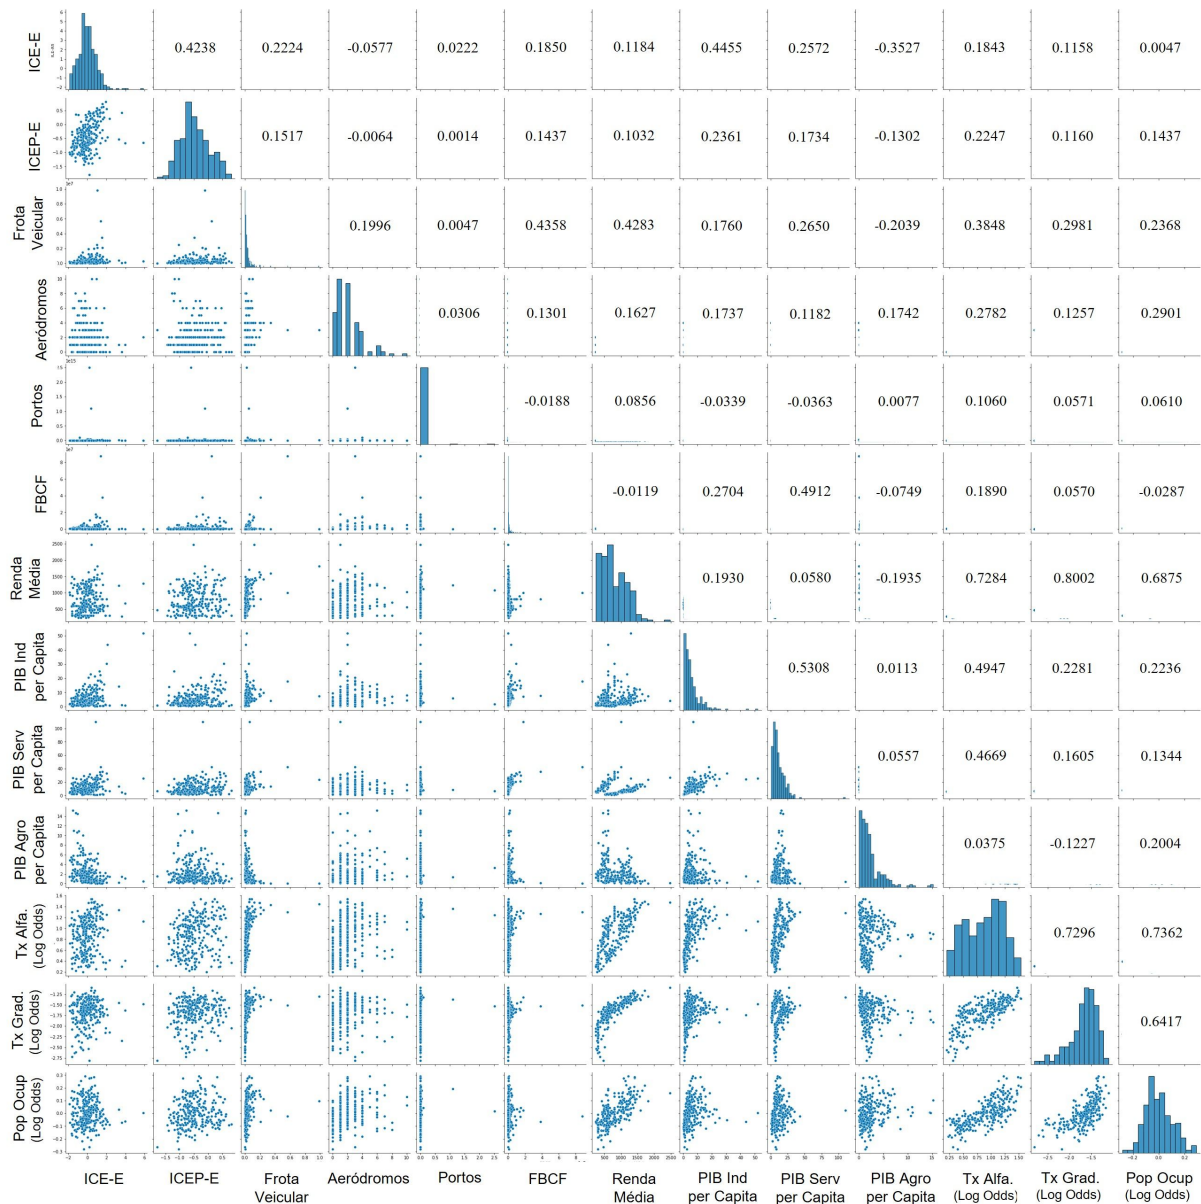 ICE-E
0.4238 0.2224 -0.0577 0.0222 0.1850 0.1184 0.4455 0.2572 -0.3527 0.1843 0.1158 0.0047
ICEP-E
0.1517 -0.0064 0.0014 0.1437 0.1032 0.2361 0.1734 -0.1302 0.2247 0.1160 0.1437
Frota
Veicular
0.1996 0.0047 0.4358 0.4283 0.1760 0.2650 -0.2039 0.3848 0.2981 0.2368
Aeródromos
0.0306 0.1301 0.1627 0.1737 0.1182 0.1742 0.2782 0.1257 0.2901
Portos
-0.0188 0.0856 -0.0339 -0.0363 0.0077 0.1060 0.0571 0.0610
FBCF
-0.0119 0.2704 0.4912 -0.0749 0.1890 0.0570 -0.0287
Renda
Média
0.1930 0.0580 -0.1935 0.7284 0.8002 0.6875
PIB Ind
per Capita
0.5308 0.0113 0.4947 0.2281 0.2236
PIB Serv
per Capita
0.0557 0.4669 0.1605 0.1344
PIB Agro
per Capita
0.0375 -0.1227 0.2004
Tx Alfa.
(Log Odds)
0.7296 0.7362
Tx Grad.
(Log Odds)
0.6417
Pop Ocup
(Log Odds)
ICE-E ICEP-E Frota Aeródromos Portos FBCF Renda PIB Ind PIB Serv PIB Agro Tx Alfa. Tx Grad. Pop Ocup
Veicular Média per Capita per Capita per Capita (Log Odds) (Log Odds) (Log Odds)